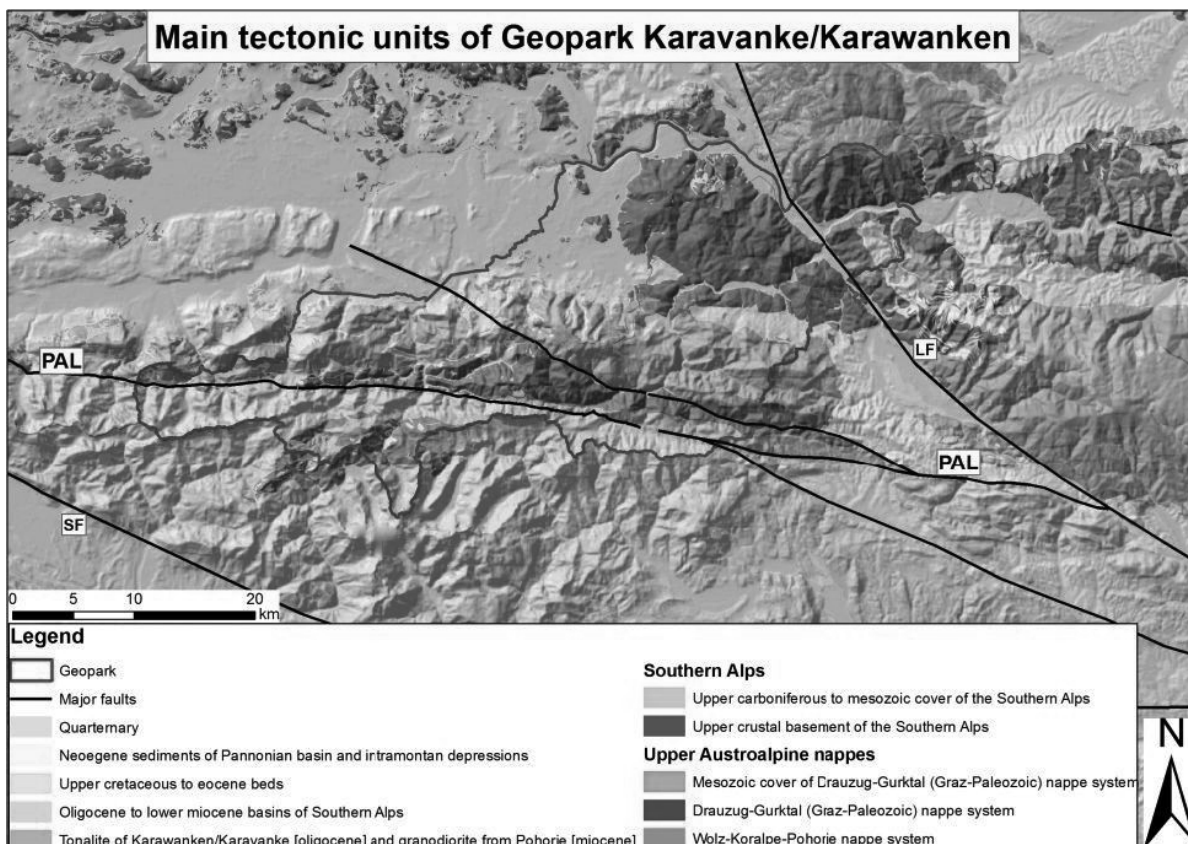 Main tectonic units of Geopark Karavanke/Karawanken
PAL
LF
PAL
SF
0 5 10 20
km
Legend
Geopark
Major faults
Quarternary
Neoegene sediments of Pannonian basin and intramontan depressions
Upper cretaceous to eocene beds
Oligocene to lower miocene basins of Southern Alps
Tonalite of Karawanken/Karavanke [oligocene] and granodiorite from Pohorje [miocene]
Southern Alps
Upper carboniferous to mesozoic cover of the Southern Alps
Upper crustal basement of the Southern Alps
Upper Austroalpine nappes
Mesozoic cover of Drauzug-Gurktal (Graz-Paleozoic) nappe system
Drauzug-Gurktal (Graz-Paleozoic) nappe system
Wolz-Koralpe-Pohorje nappe system
N